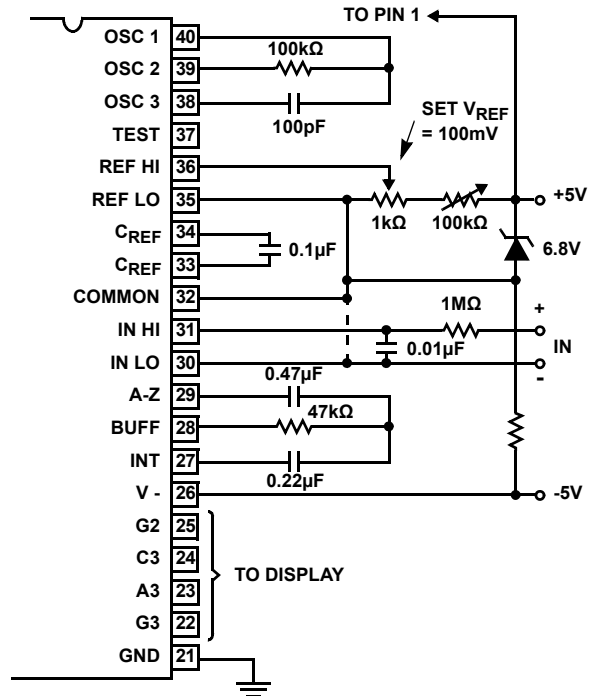 TO PIN 1
OSC 1 40
100kΩ
OSC 2 39
OSC 3 38
100pF
SET VREF
= 100mV
TEST 37
REF HI 36
REF LO 35
+5V
1kΩ 100kΩ
CREF 34
0.1µF
6.8V
CREF 33
COMMON 32
1MΩ
+
IN HI 31
0.01µF
IN
IN LO 30
-
0.47µF
A-Z 29
47kΩ
BUFF 28
INT 27
0.22µF
V - 26
-5V
G2 25
C3 24
TO DISPLAY
A3 23
G3 22
GND 21